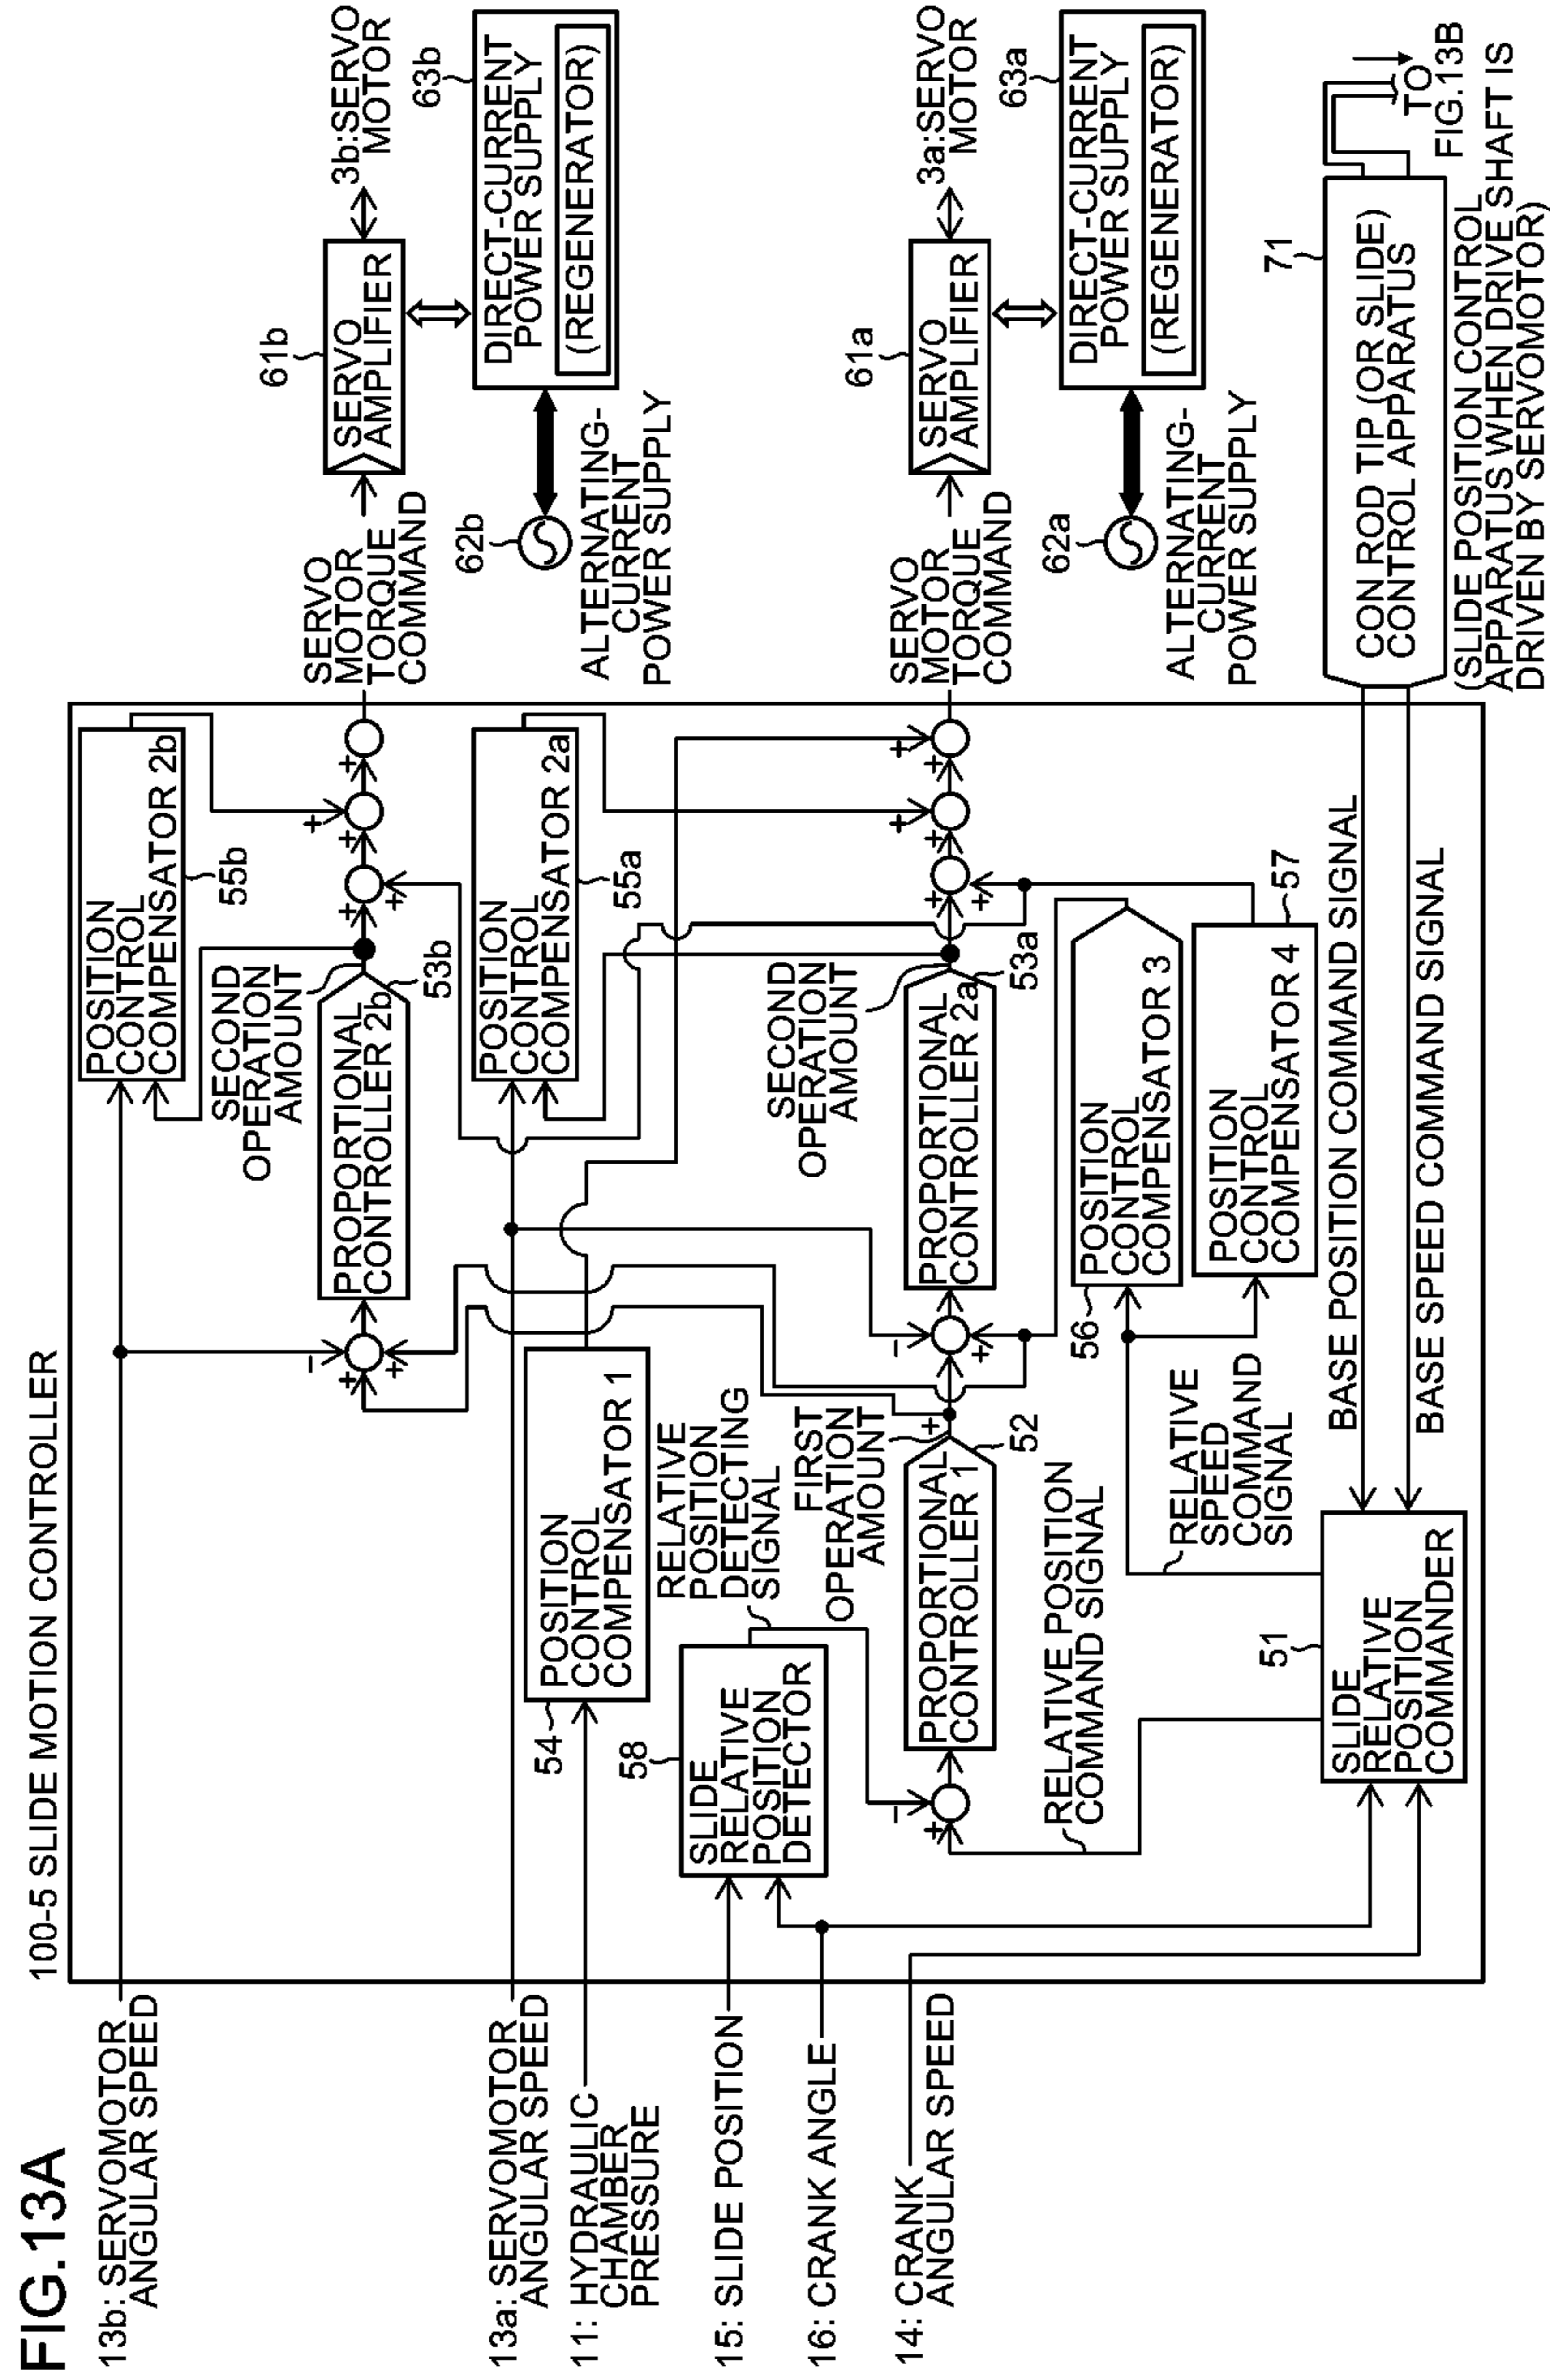 FIG.13A
100-5 SLIDE MOTION CONTROLLER
13b: SERVOMOTOR
ANGULAR SPEED
13a: SERVOMOTOR
ANGULAR SPEED
11: HYDRAULIC
CHAMBER
PRESSURE
15: SLIDE POSITION
16: CRANK ANGLE
14: CRANK
ANGULAR SPEED
POSITION
CONTROL
COMPENSATOR 2b
55b
SECOND
OPERATION
AMOUNT
PROPORTIONAL
CONTROLLER 2b
53b
−
+
+
+
+
+
+
+
SERVO
MOTOR
TORQUE
COMMAND
61b
SERVO
AMPLIFIER
3b:SERVO
MOTOR
62b
ALTERNATING-
CURRENT
POWER SUPPLY
63b
DIRECT-CURRENT
POWER SUPPLY
(REGENERATOR)
POSITION
CONTROL
COMPENSATOR 2a
55a
54
POSITION
CONTROL
COMPENSATOR 1
58
SLIDE
RELATIVE
POSITION
DETECTOR
RELATIVE
POSITION
DETECTING
SIGNAL
−
+
PROPORTIONAL
CONTROLLER 1
52
FIRST
OPERATION
AMOUNT
+
−
+
PROPORTIONAL
CONTROLLER 2a
53a
SECOND
OPERATION
AMOUNT
+
+
+
+
+
+
SERVO
MOTOR
TORQUE
COMMAND
61a
SERVO
AMPLIFIER
3a:SERVO
MOTOR
62a
ALTERNATING-
CURRENT
POWER SUPPLY
63a
DIRECT-CURRENT
POWER SUPPLY
(REGENERATOR)
RELATIVE POSITION
COMMAND SIGNAL
51
SLIDE
RELATIVE
POSITION
COMMANDER
RELATIVE
SPEED
COMMAND
SIGNAL
56
POSITION
CONTROL
COMPENSATOR 3
POSITION
CONTROL
COMPENSATOR 4
57
BASE POSITION COMMAND SIGNAL
BASE SPEED COMMAND SIGNAL
71
CON ROD TIP (OR SLIDE)
CONTROL APPARATUS
(SLIDE POSITION CONTROL
APPARATUS WHEN DRIVE SHAFT IS
DRIVEN BY SERVOMOTOR)
TO
FIG.13B